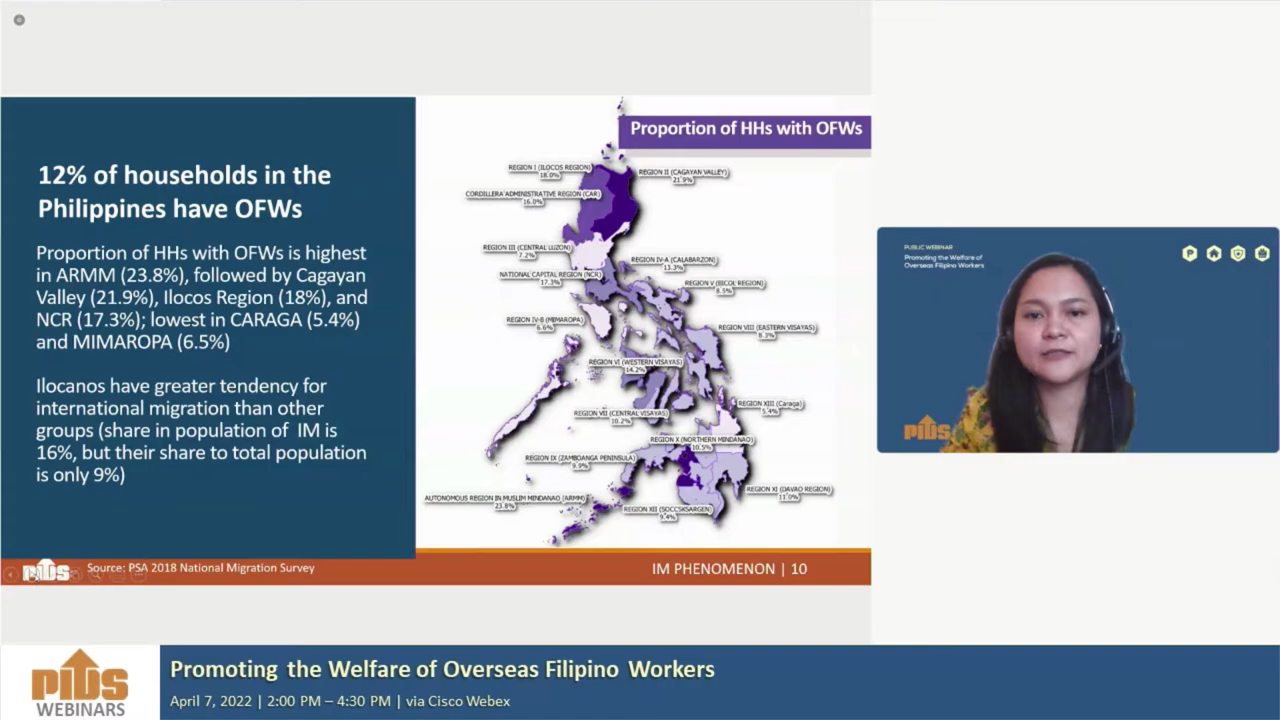 12% of households in the
Philippines have OFWs
Proportion of HHs with OFWs is highest
in ARMM (23.8%), followed by Cagayan
Valley (21.9%), Ilocos Region (18%), and
NCR (17.3%); lowest in CARAGA (5.4%)
and MIMAROPA (6.5%)
Ilocanos have greater tendency for
international migration than other
groups (share in population of IM is
16%, but their share to total population
is only 9%)
Proportion of HHs with OFWs
REGION I (ILOCOS REGION)
18.0%
REGION II (CAGAYAN VALLEY)
21.9%
CORDILLERA ADMINISTRATIVE REGION (CAR)
16.0%
REGION III (CENTRAL LUZON)
7.2%
REGION IV-A (CALABARZON)
13.3%
NATIONAL CAPITAL REGION (NCR)
17.3%
REGION V (BICOL REGION)
8.5%
REGION IV-B (MIMAROPA)
6.6%
REGION VIII (EASTERN VISAYAS)
8.3%
REGION VI (WESTERN VISAYAS)
14.2%
REGION XIII (Caraga)
5.4%
REGION VII (CENTRAL VISAYAS)
10.2%
REGION X (NORTHERN MINDANAO)
10.5%
REGION IX (ZAMBOANGA PENINSULA)
9.9%
REGION XI (DAVAO REGION)
11.0%
AUTONOMOUS REGION IN MUSLIM MINDANAO (ARMM)
23.8%
REGION XII (SOCCSKSARGEN)
9.4%
PIDS
Source: PSA 2018 National Migration Survey
IM PHENOMENON | 10
PUBLIC WEBINAR
Promoting the Welfare of
Overseas Filipino Workers
PIDS
PIDS
WEBINARS
Promoting the Welfare of Overseas Filipino Workers
April 7, 2022 | 2:00 PM – 4:30 PM | via Cisco Webex